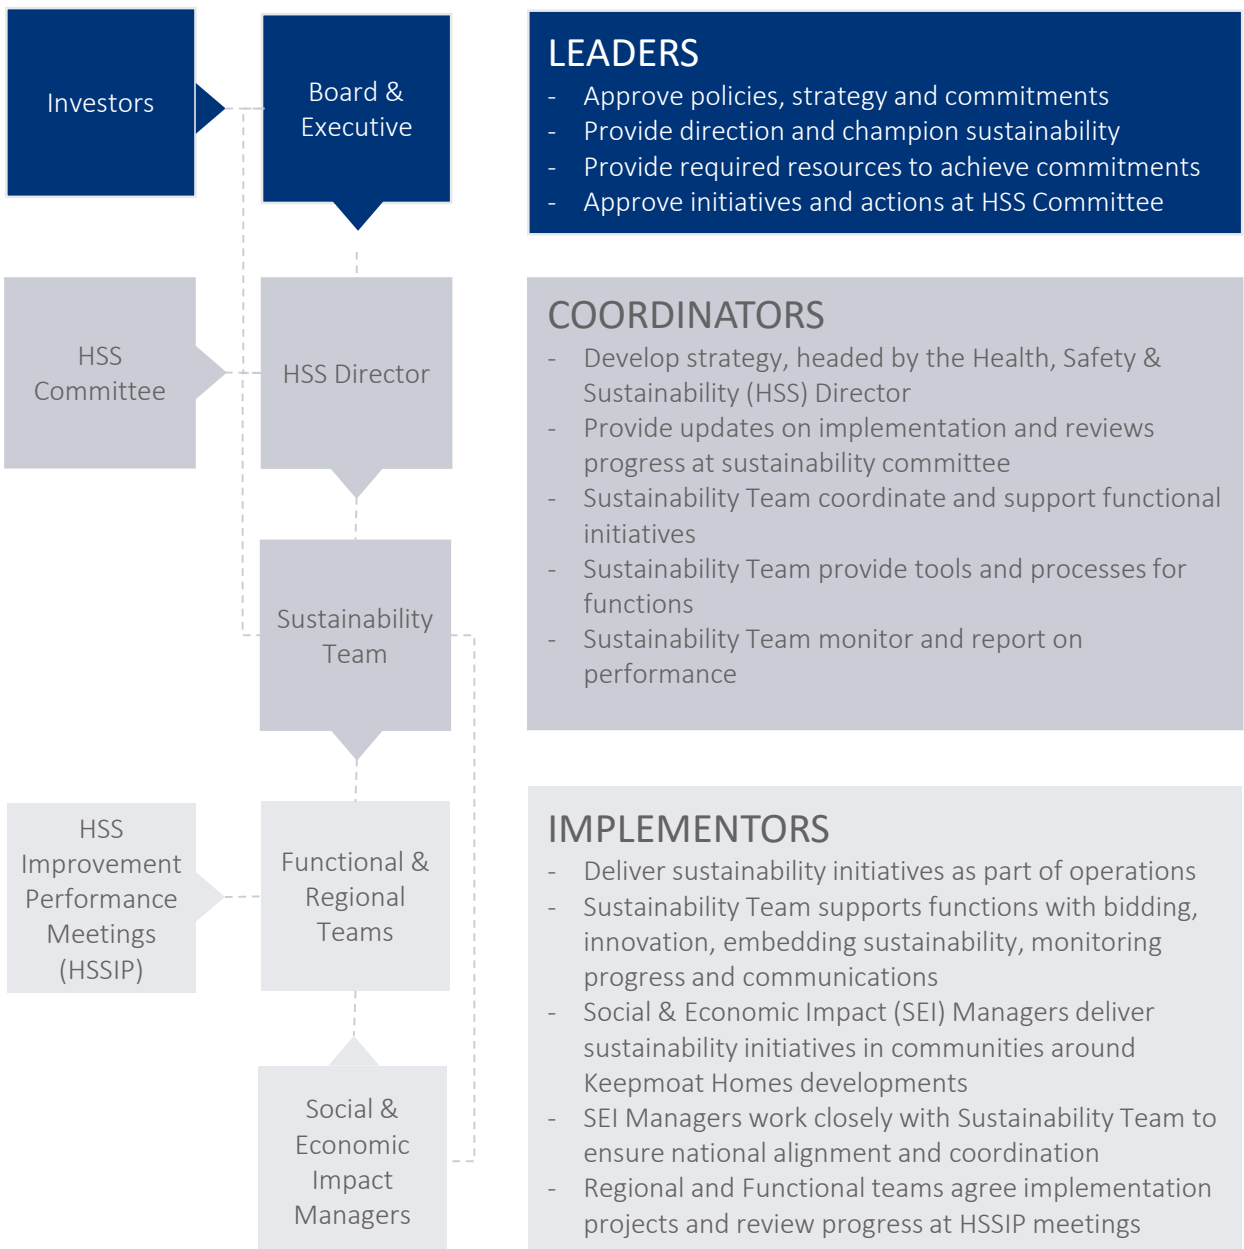 Investors
Board &
Executive
LEADERS
- Approve policies, strategy and commitments
- Provide direction and champion sustainability
- Provide required resources to achieve commitments
- Approve initiatives and actions at HSS Committee
HSS
Committee
HSS Director
Sustainability
Team
COORDINATORS
- Develop strategy, headed by the Health, Safety &
Sustainability (HSS) Director
- Provide updates on implementation and reviews
progress at sustainability committee
- Sustainability Team coordinate and support functional
initiatives
- Sustainability Team provide tools and processes for
functions
- Sustainability Team monitor and report on
performance
HSS
Improvement
Performance
Meetings
(HSSIP)
Functional &
Regional
Teams
Social &
Economic
Impact
Managers
IMPLEMENTORS
- Deliver sustainability initiatives as part of operations
- Sustainability Team supports functions with bidding,
innovation, embedding sustainability, monitoring
progress and communications
- Social & Economic Impact (SEI) Managers deliver
sustainability initiatives in communities around
Keepmoat Homes developments
- SEI Managers work closely with Sustainability Team to
ensure national alignment and coordination
- Regional and Functional teams agree implementation
projects and review progress at HSSIP meetings